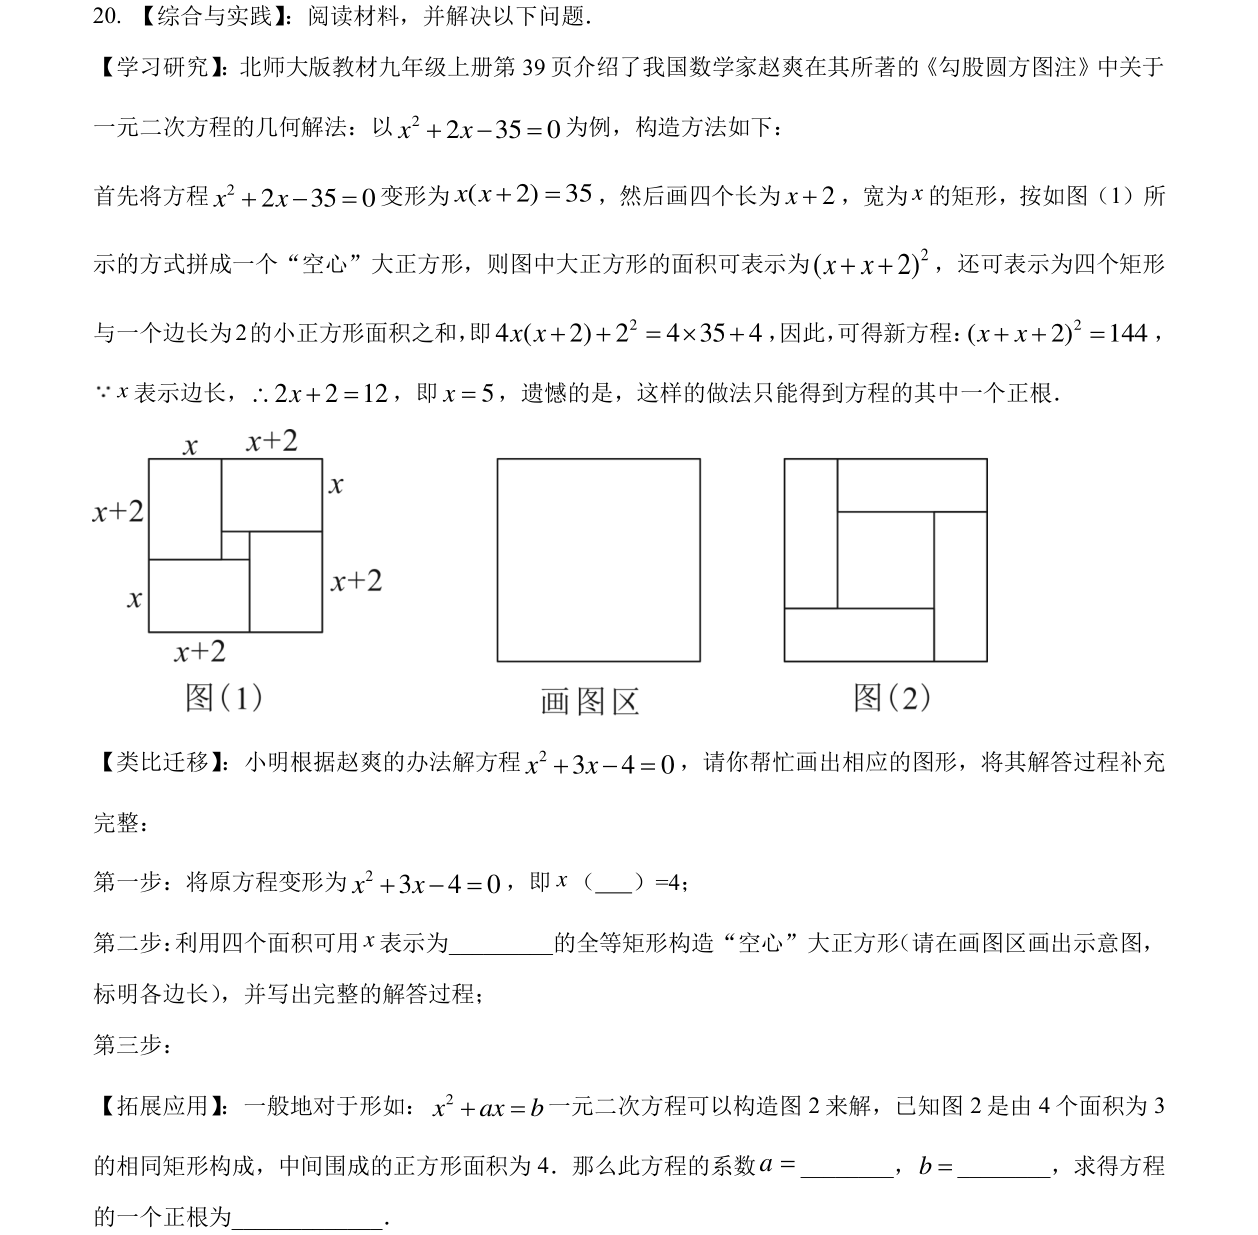 20. 【综合与实践】：阅读材料，并解决以下问题．
【学习研究】：北师大版教材九年级上册第 39 页介绍了我国数学家赵爽在其所著的《勾股圆方图注》中关于
一元二次方程的几何解法：以 x² + 2x − 35 = 0 为例，构造方法如下：
首先将方程 x² + 2x − 35 = 0 变形为 x(x + 2) = 35，然后画四个长为 x + 2，宽为 x 的矩形，按如图（1）所
示的方式拼成一个“空心”大正方形，则图中大正方形的面积可表示为 (x + x + 2)²，还可表示为四个矩形
与一个边长为 2 的小正方形面积之和，即 4x(x + 2) + 2² = 4×35 + 4，因此，可得新方程：(x + x + 2)² = 144，
∵ x 表示边长，∴ 2x + 2 = 12，即 x = 5，遗憾的是，这样的做法只能得到方程的其中一个正根．
x x+2
x
x+2
x+2
x
x+2
图(1) 画图区 图(2)
【类比迁移】：小明根据赵爽的办法解方程 x² + 3x − 4 = 0，请你帮忙画出相应的图形，将其解答过程补充
完整：
第一步：将原方程变形为 x² + 3x − 4 = 0，即 x（___）=4；
第二步：利用四个面积可用 x 表示为_________的全等矩形构造“空心”大正方形（请在画图区画出示意图，
标明各边长），并写出完整的解答过程；
第三步：
【拓展应用】：一般地对于形如：x² + ax = b 一元二次方程可以构造图 2 来解，已知图 2 是由 4 个面积为 3
的相同矩形构成，中间围成的正方形面积为 4．那么此方程的系数 a = ________，b = ________，求得方程
的一个正根为_____________．